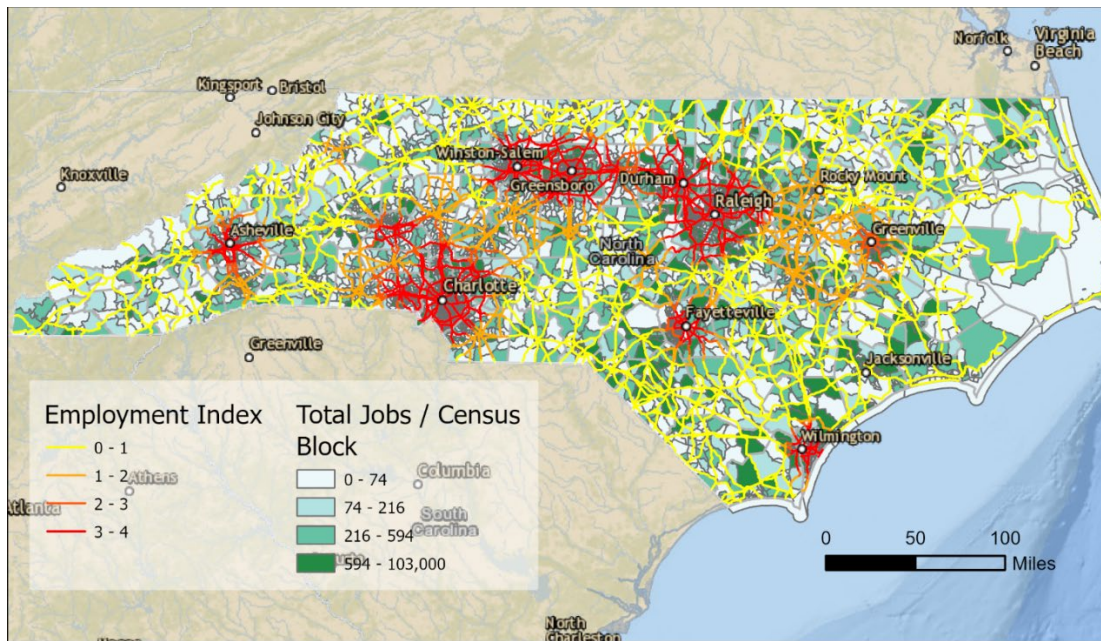 Norfolk
Virginia
Beach
Kingsport
Bristol
Johnson City
Knoxville
Winston-Salem
Greensboro
Durham
Raleigh
Rocky Mount
Greenville
Asheville
North
Carolina
Charlotte
Fayetteville
Greenville
Jacksonville
Wilmington
Employment Index
0 - 1
1 - 2
2 - 3
3 - 4
Total Jobs / Census
Block
0 - 74
74 - 216
216 - 594
594 - 103,000
Athens
Atlanta
Columbia
South
Carolina
0 50 100
Miles
North
Charleston